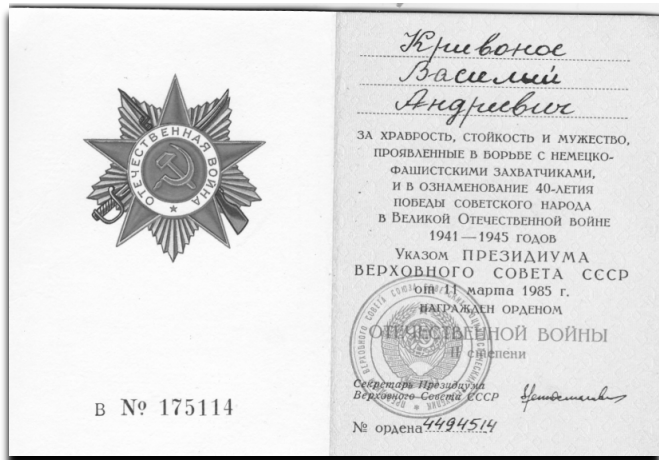 ОТЕЧЕСТВЕННАЯ ВОЙНА
В № 175114
Кривонос
Василий
Андреевич
ЗА ХРАБРОСТЬ, СТОЙКОСТЬ И МУЖЕСТВО,
ПРОЯВЛЕННЫЕ В БОРЬБЕ С НЕМЕЦКО-
ФАШИСТСКИМИ ЗАХВАТЧИКАМИ,
И В ОЗНАМЕНОВАНИЕ 40-ЛЕТИЯ
ПОБЕДЫ СОВЕТСКОГО НАРОДА
В ВЕЛИКОЙ ОТЕЧЕСТВЕННОЙ ВОЙНЕ
1941—1945 ГОДОВ
УКАЗОМ ПРЕЗИДИУМА
ВЕРХОВНОГО СОВЕТА СССР
от 11 марта 1985 г.
НАГРАЖДЕН ОРДЕНОМ
ОТЕЧЕСТВЕННОЙ ВОЙНЫ
II степени
Секретарь Президиума
Верховного Совета СССР
№ ордена 4494514